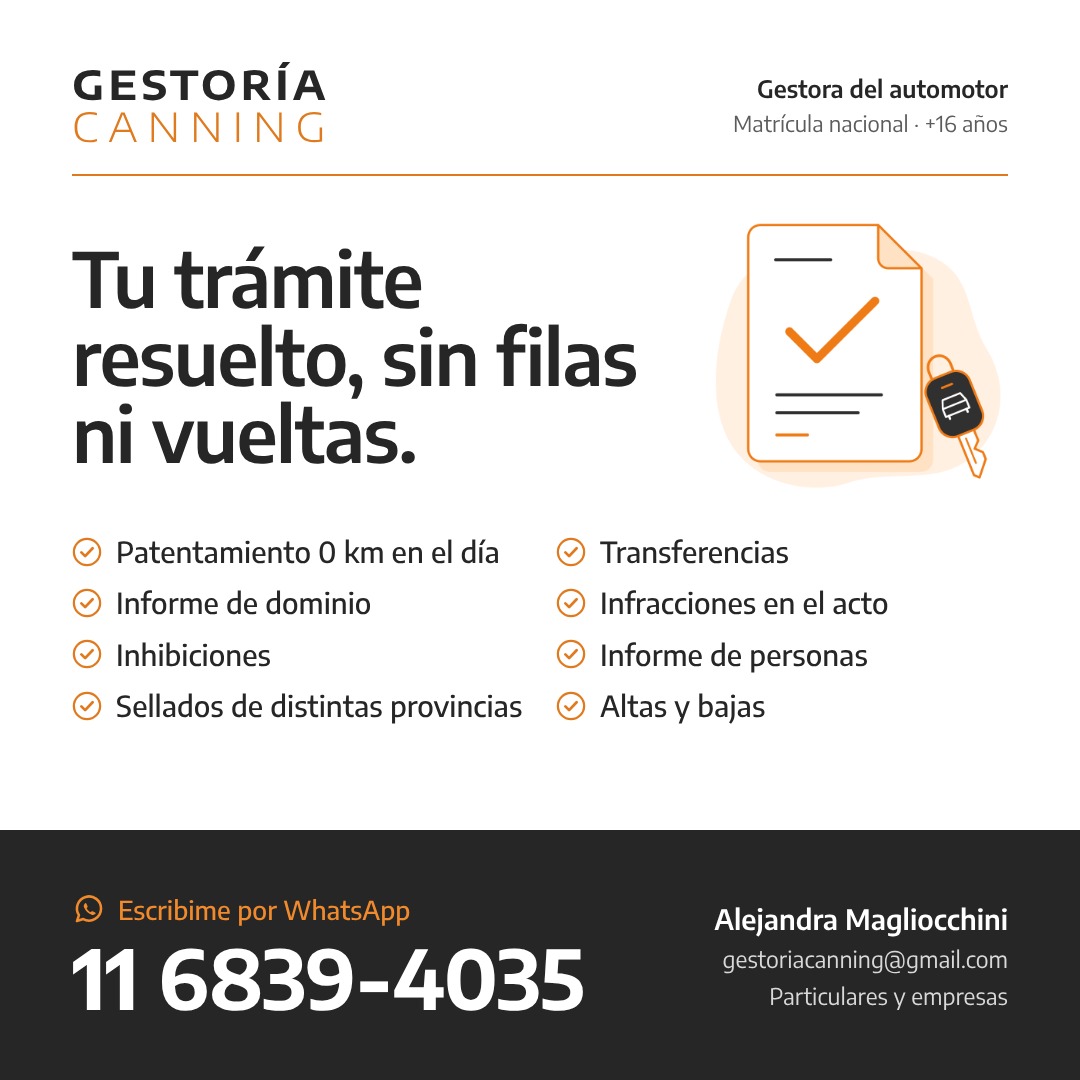 GESTORÍA
CANNING
Gestora del automotor
Matrícula nacional · +16 años
Tu trámite
resuelto, sin filas
ni vueltas.
Patentamiento 0 km en el día
Transferencias
Informe de dominio
Infracciones en el acto
Inhibiciones
Informe de personas
Sellados de distintas provincias
Altas y bajas
Escribime por WhatsApp
11 6839-4035
Alejandra Magliocchini
gestoriacanning@gmail.com
Particulares y empresas